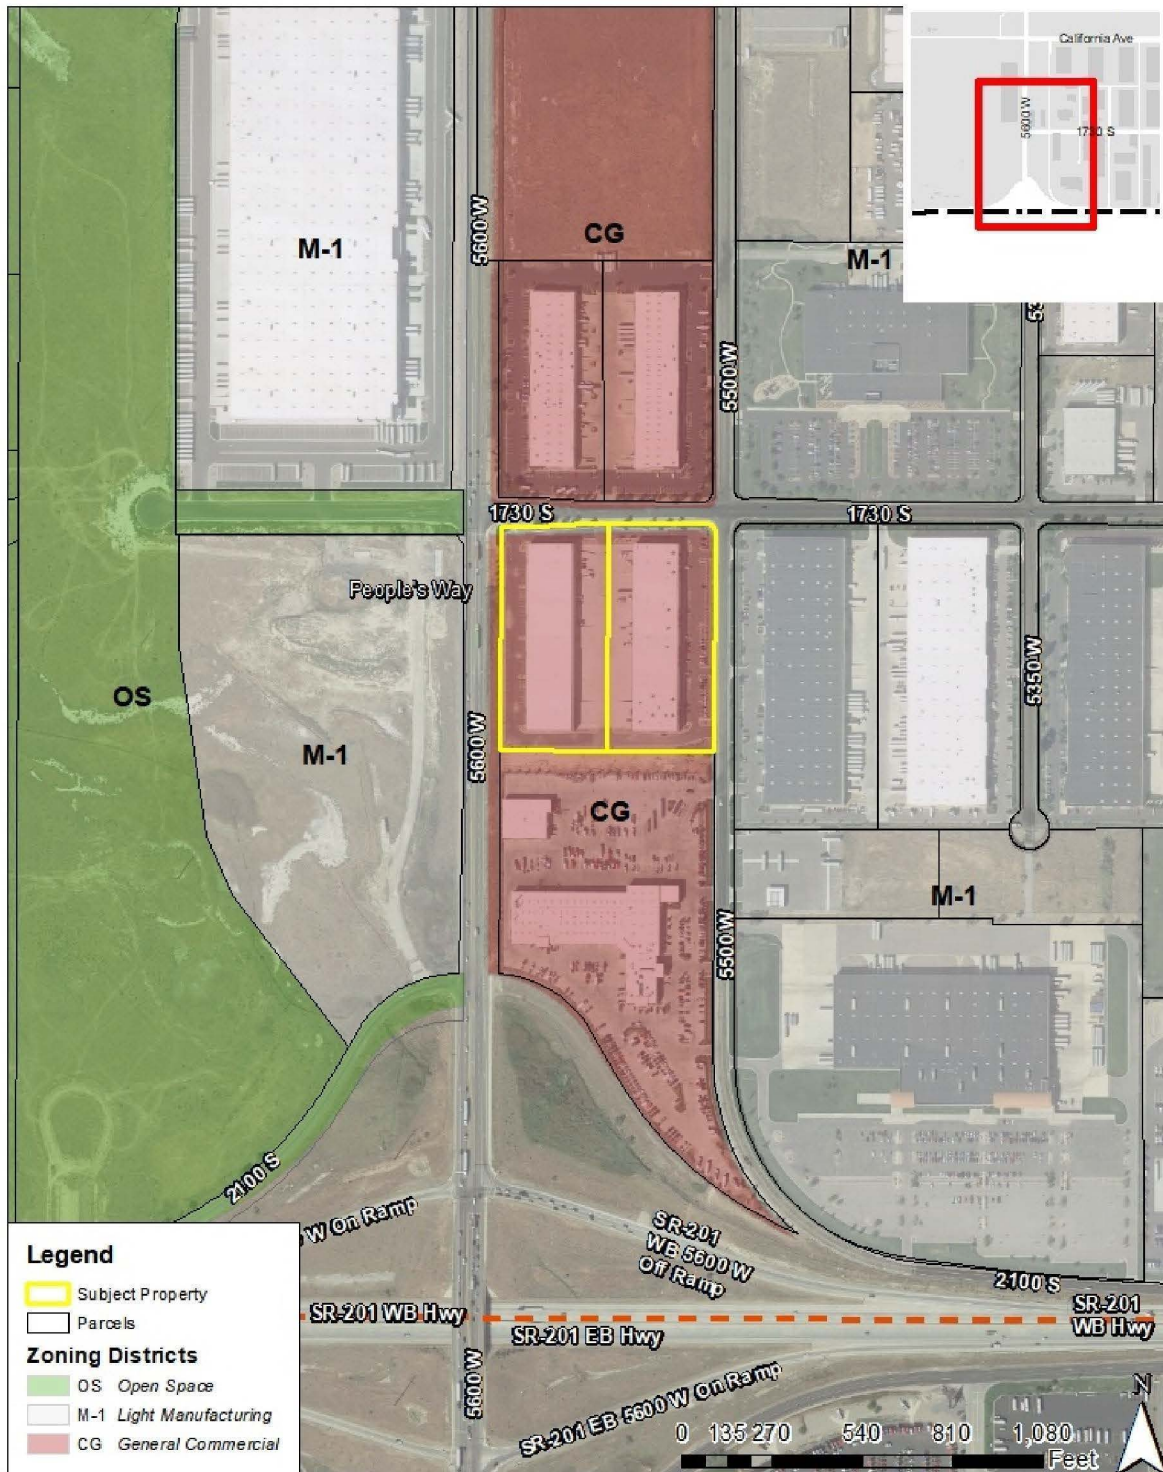 California Ave
5600 W
1730 S
M-1
5600 W
CG
M-1
53
5500 W
1730 S
1730 S
People's Way
OS
M-1
5600 W
CG
5350 W
M-1
5500 W
2100 S
W On Ramp
SR-201
WB 5600 W
Off Ramp
2100 S
SR-201 WB Hwy
SR-201 EB Hwy
SR-201
WB Hwy
5600 W
SR-201 EB 5600 W On Ramp
Legend
Subject Property
Parcels
Zoning Districts
OS Open Space
M-1 Light Manufacturing
CG General Commercial
N
0 135 270 540 810 1,080
Feet